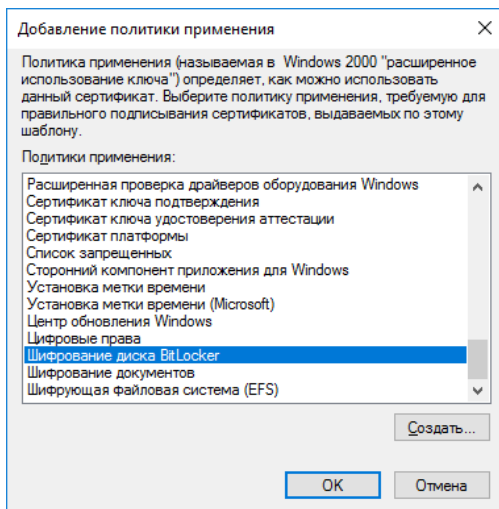 Добавление политики применения
Политика применения (называемая в Windows 2000 "расширенное
использование ключа") определяет, как можно использовать
данный сертификат. Выберите политику применения, требуемую для
правильного подписывания сертификатов, выдаваемых по этому
шаблону.
Политики применения:
Расширенная проверка драйверов оборудования Windows
Сертификат ключа подтверждения
Сертификат ключа удостоверения аттестации
Сертификат платформы
Список запрещенных
Сторонний компонент приложения для Windows
Установка метки времени
Установка метки времени (Microsoft)
Центр обновления Windows
Цифровые права
Шифрование диска BitLocker
Шифрование документов
Шифрующая файловая система (EFS)
Создать...
OK
Отмена